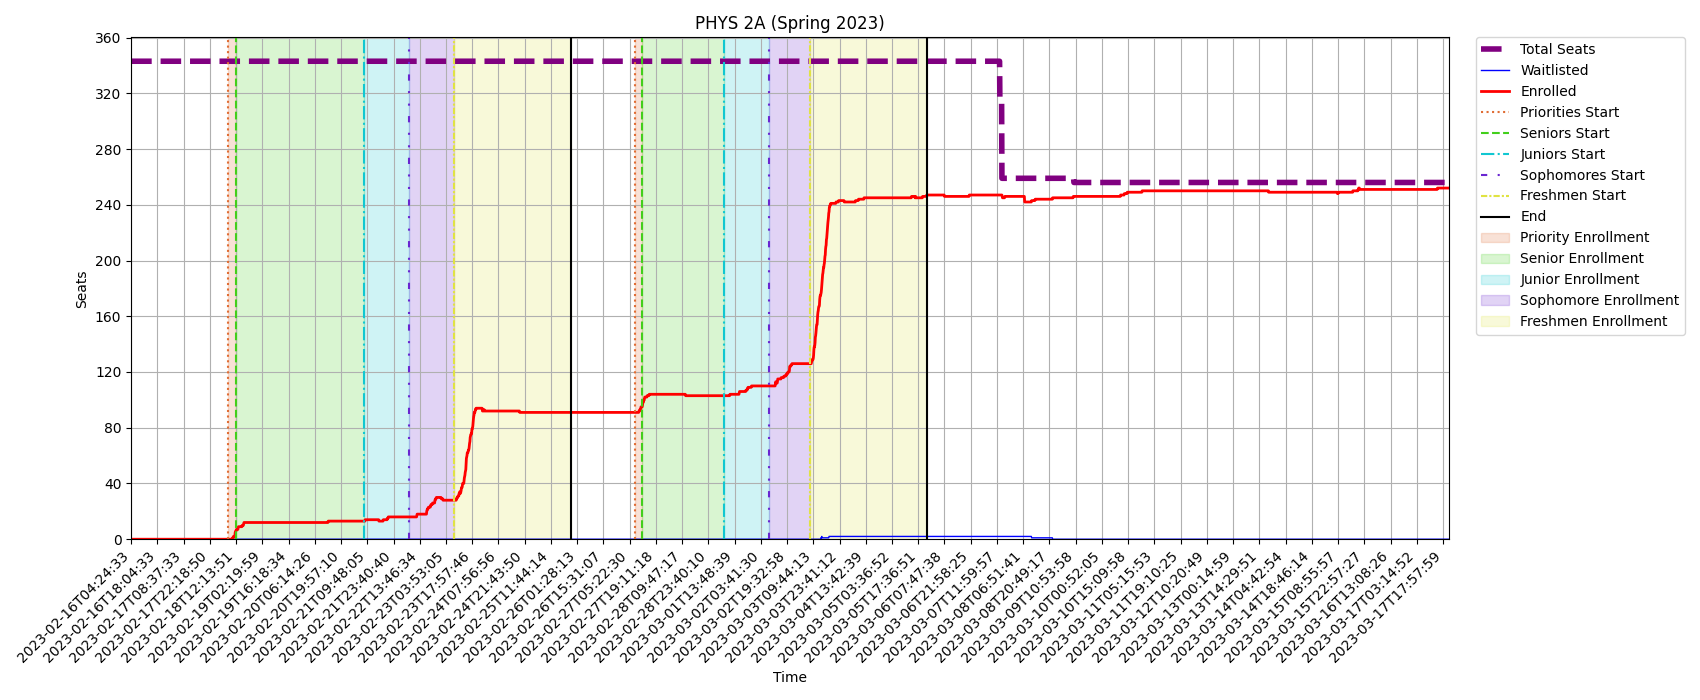 PHYS 2A (Spring 2023)
360
320
280
240
200
160
120
80
40
0
Seats
2023-02-16T04:24:33
2023-02-16T18:04:33
2023-02-17T08:37:33
2023-02-17T22:18:50
2023-02-18T12:13:51
2023-02-19T02:19:59
2023-02-19T16:18:34
2023-02-20T06:14:26
2023-02-20T19:57:10
2023-02-21T09:48:05
2023-02-21T23:40:40
2023-02-22T13:46:34
2023-02-23T03:53:05
2023-02-23T17:57:46
2023-02-24T07:56:56
2023-02-24T21:43:50
2023-02-25T11:44:14
2023-02-26T01:28:13
2023-02-26T15:31:07
2023-02-27T05:22:30
2023-02-27T19:11:18
2023-02-28T09:47:17
2023-02-28T23:40:10
2023-03-01T13:48:39
2023-03-02T03:41:30
2023-03-02T19:32:58
2023-03-03T09:44:13
2023-03-03T23:41:12
2023-03-04T13:42:39
2023-03-05T03:36:52
2023-03-05T17:36:51
2023-03-06T07:47:38
2023-03-06T21:58:25
2023-03-07T11:59:57
2023-03-08T06:51:41
2023-03-08T20:49:17
2023-03-09T10:53:58
2023-03-10T00:52:05
2023-03-10T15:09:58
2023-03-11T05:15:53
2023-03-11T19:10:25
2023-03-12T10:20:49
2023-03-13T00:14:59
2023-03-13T14:29:51
2023-03-14T04:42:54
2023-03-14T18:46:14
2023-03-15T08:55:57
2023-03-15T22:57:27
2023-03-16T13:08:26
2023-03-17T03:14:52
2023-03-17T17:57:59
Time
Total Seats
Waitlisted
Enrolled
Priorities Start
Seniors Start
Juniors Start
Sophomores Start
Freshmen Start
End
Priority Enrollment
Senior Enrollment
Junior Enrollment
Sophomore Enrollment
Freshmen Enrollment